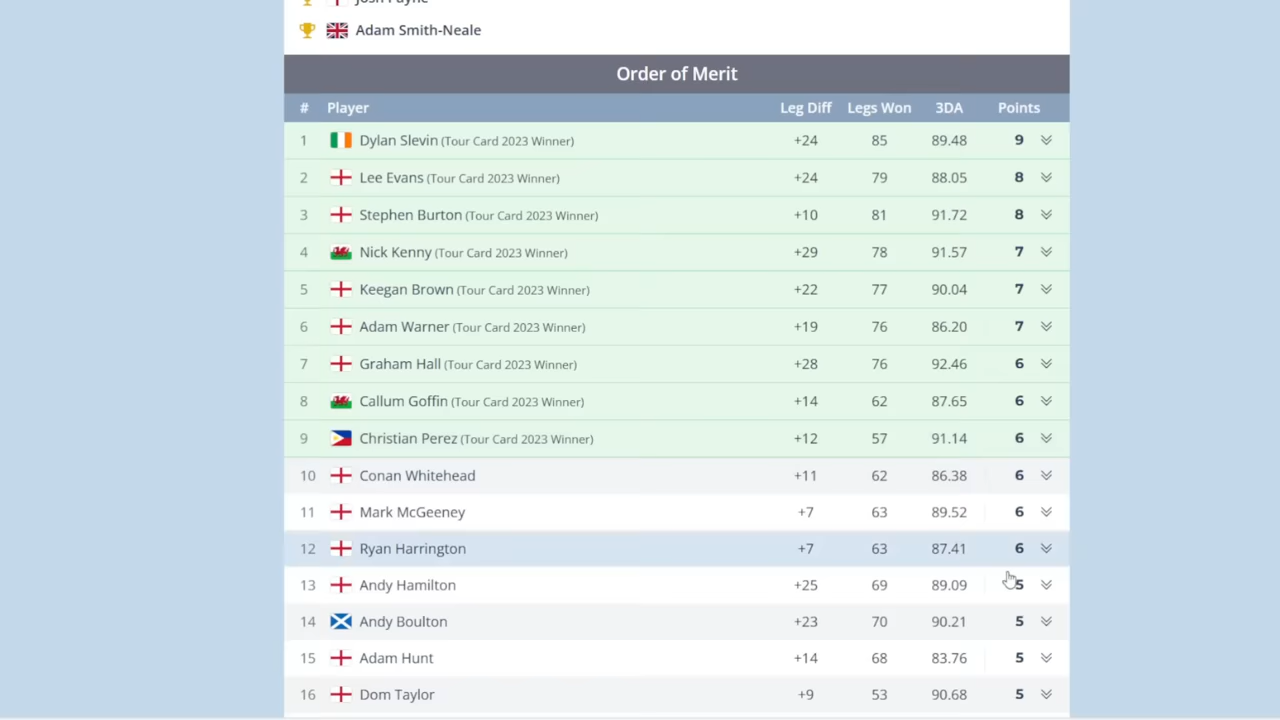 Josh Payne
Adam Smith-Neale
Order of Merit
# Player Leg Diff Legs Won 3DA Points
1 Dylan Slevin (Tour Card 2023 Winner) +24 85 89.48 9
2 Lee Evans (Tour Card 2023 Winner) +24 79 88.05 8
3 Stephen Burton (Tour Card 2023 Winner) +10 81 91.72 8
4 Nick Kenny (Tour Card 2023 Winner) +29 78 91.57 7
5 Keegan Brown (Tour Card 2023 Winner) +22 77 90.04 7
6 Adam Warner (Tour Card 2023 Winner) +19 76 86.20 7
7 Graham Hall (Tour Card 2023 Winner) +28 76 92.46 6
8 Callum Goffin (Tour Card 2023 Winner) +14 62 87.65 6
9 Christian Perez (Tour Card 2023 Winner) +12 57 91.14 6
10 Conan Whitehead +11 62 86.38 6
11 Mark McGeeney +7 63 89.52 6
12 Ryan Harrington +7 63 87.41 6
13 Andy Hamilton +25 69 89.09 5
14 Andy Boulton +23 70 90.21 5
15 Adam Hunt +14 68 83.76 5
16 Dom Taylor +9 53 90.68 5